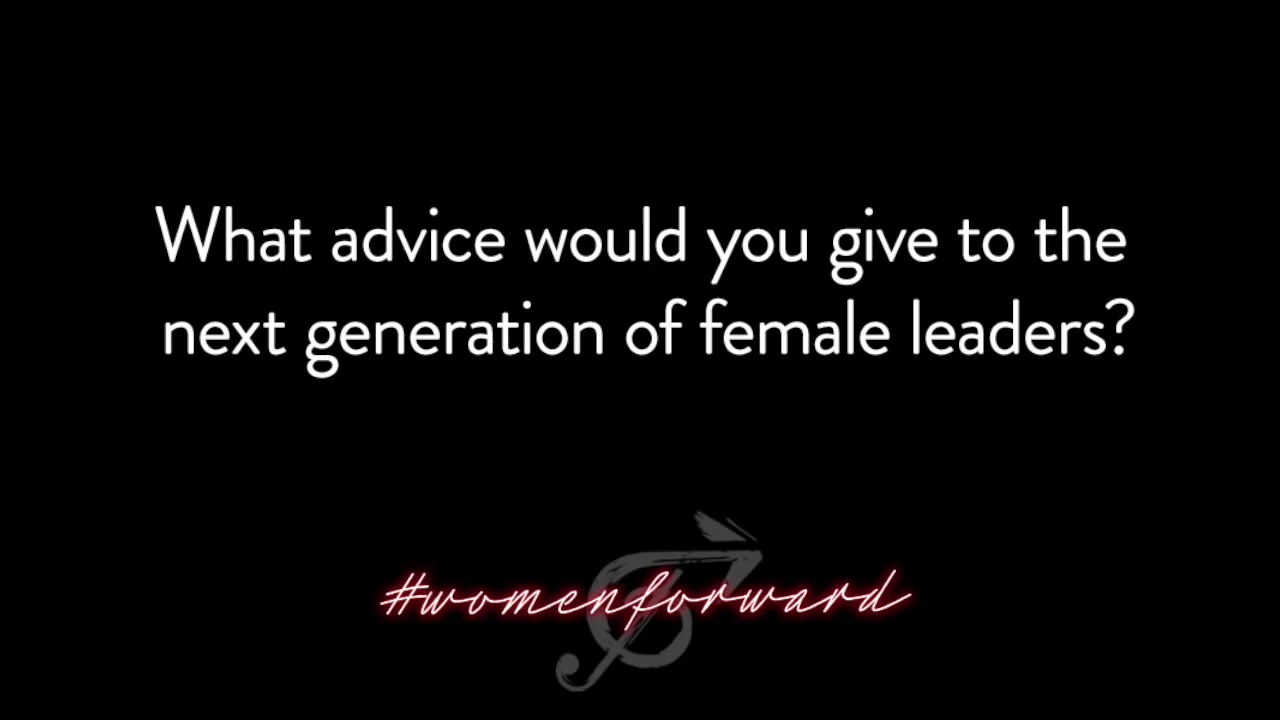 What advice would you give to the
next generation of female leaders?
#womenforward